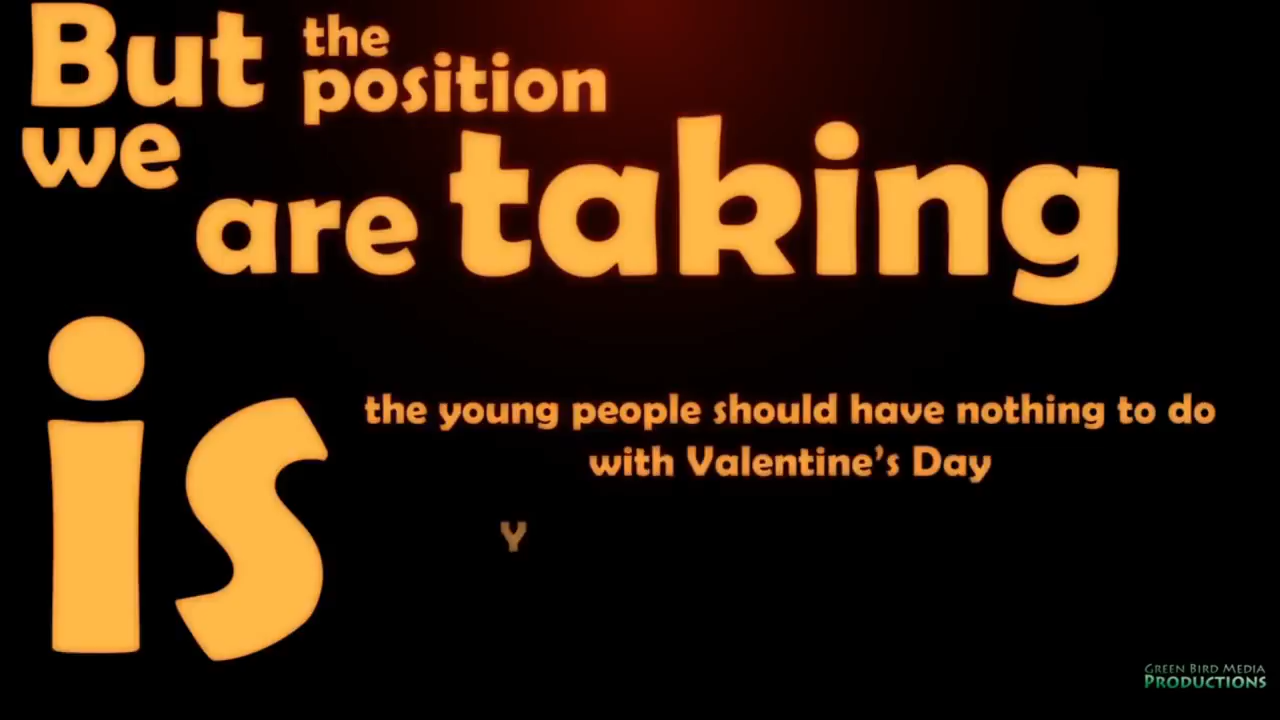 But the
position
we
are taking
is
the young people should have nothing to do
with Valentine's Day
Y
GREEN BIRD MEDIA
PRODUCTIONS